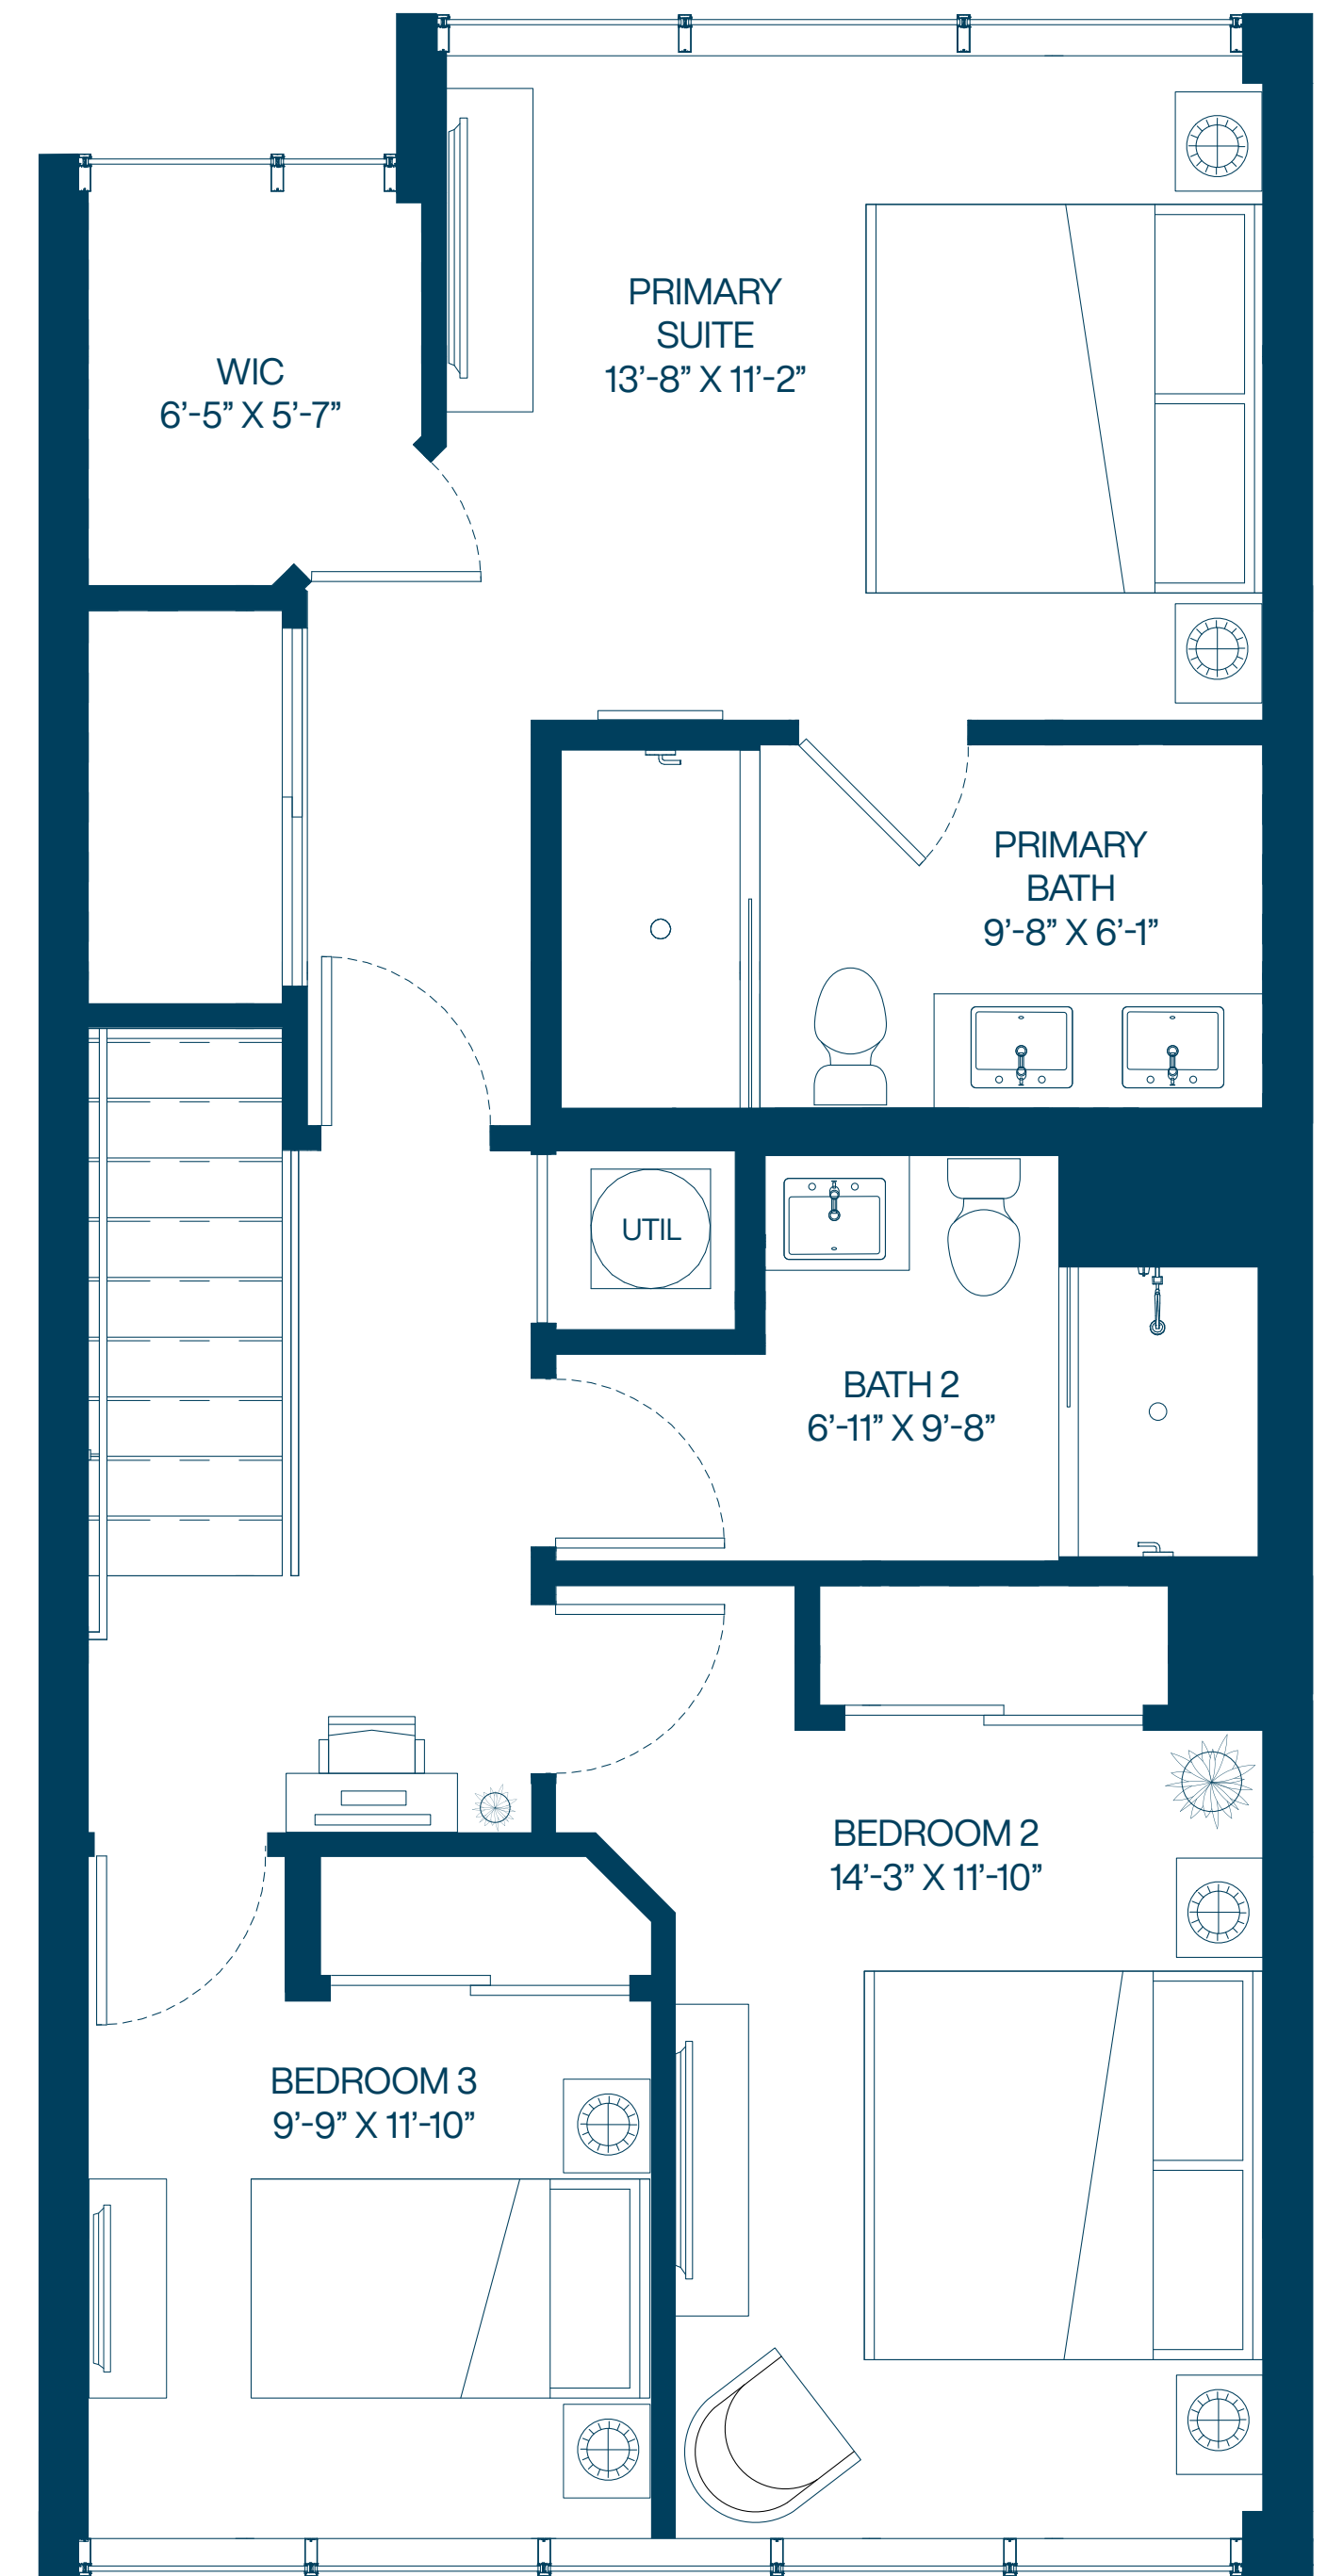 PRIMARY
SUITE
13’-8” X 11’-2”
WIC
6’-5” X 5’-7”
PRIMARY
BATH
9’-8” X 6’-1”
UTIL
BATH 2
6’-11” X 9’-8”
BEDROOM 2
14’-3” X 11’-10”
BEDROOM 3
9’-9” X 11’-10”